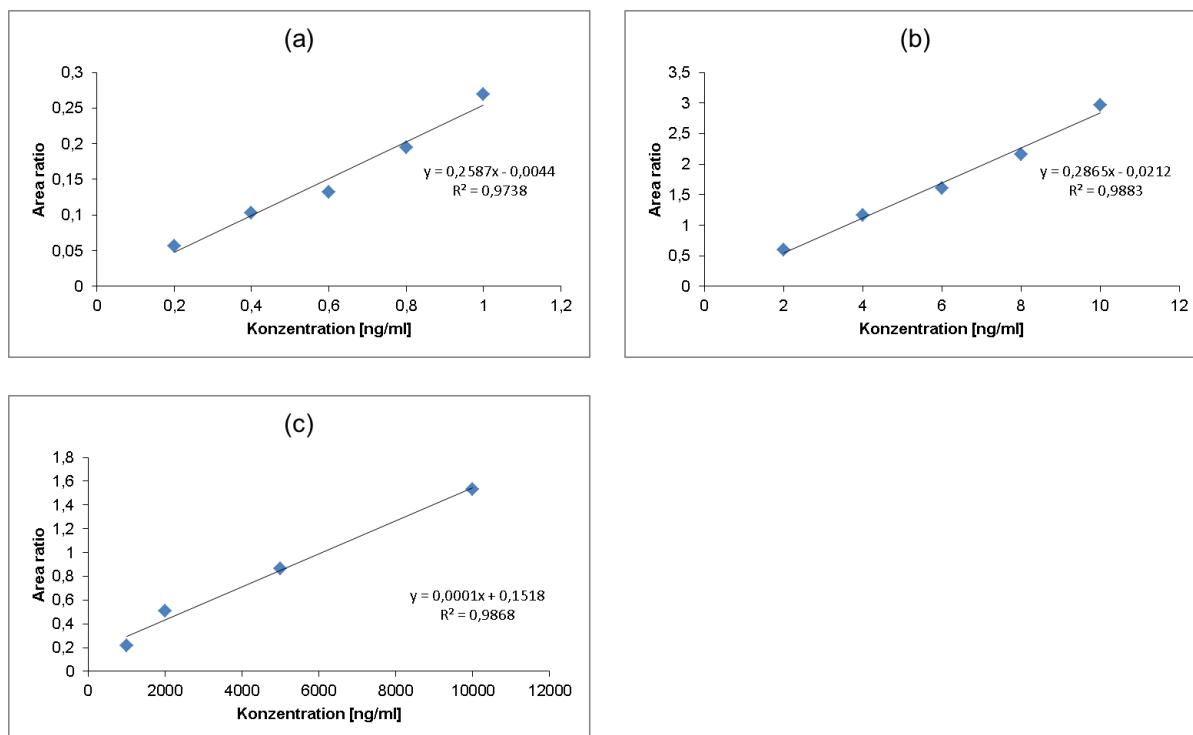 (a)
0,3
0,25
0,2
0,15
0,1
0,05
0
Area ratio
y = 0,2587x - 0,0044
R² = 0,9738
0 0,2 0,4 0,6 0,8 1 1,2
Konzentration [ng/ml]
(b)
3,5
3
2,5
2
1,5
1
0,5
0
Area ratio
y = 0,2865x - 0,0212
R² = 0,9883
0 2 4 6 8 10 12
Konzentration [ng/ml]
(c)
1,8
1,6
1,4
1,2
1
0,8
0,6
0,4
0,2
0
Area ratio
y = 0,0001x + 0,1518
R² = 0,9868
0 2000 4000 6000 8000 10000 12000
Konzentration [ng/ml]